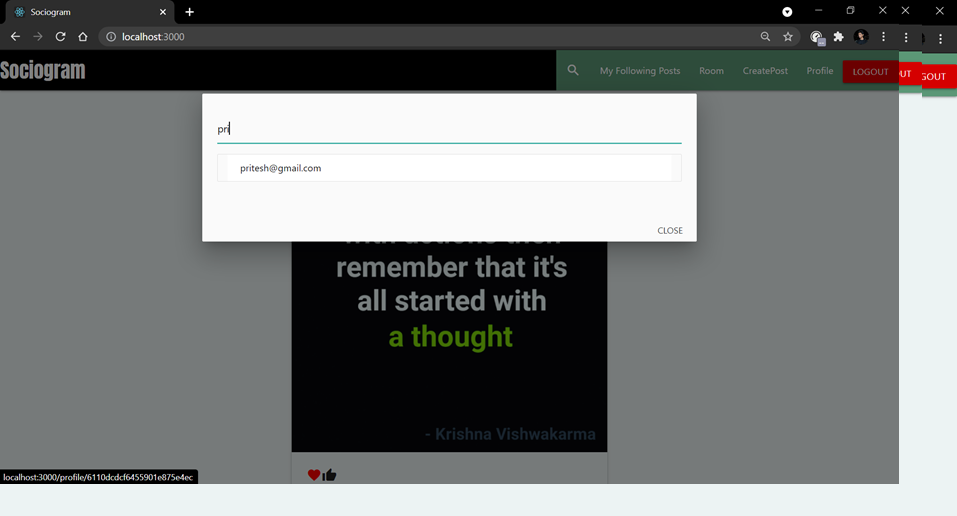 Sociogram
localhost:3000
Sociogram
My Following Posts Room CreatePost Profile LOGOUT
UT
GOUT
pri
pritesh@gmail.com
CLOSE
remember that it's
all started with
a thought
- Krishna Vishwakarma
localhost:3000/profile/6110dcdcf6455901e875e4ec